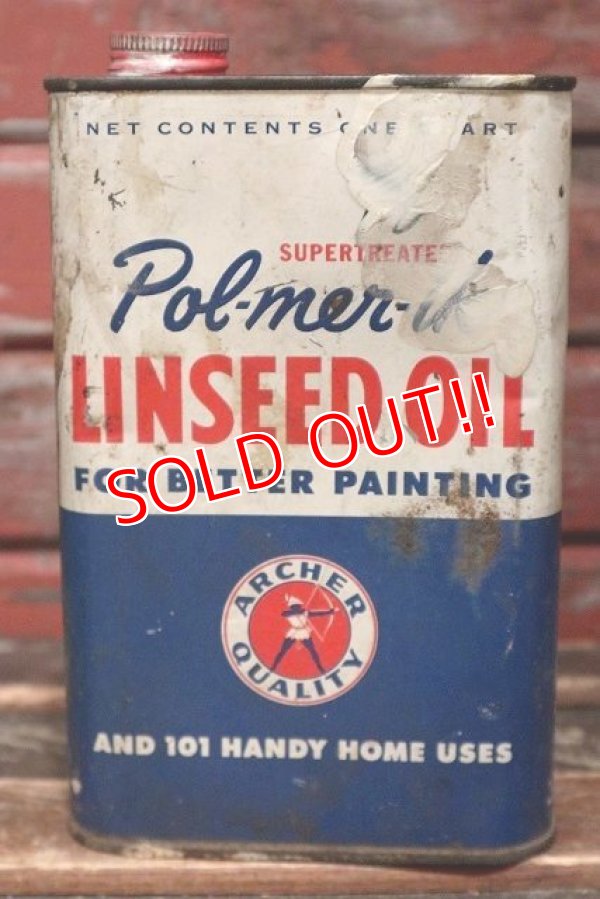 NET CONTENTS ONE QUART
SUPERTREATED
Pol-mer-ik
LINSEED OIL
SOLD OUT!!
FOR BETTER PAINTING
ARCHER
QUALITY
AND 101 HANDY HOME USES